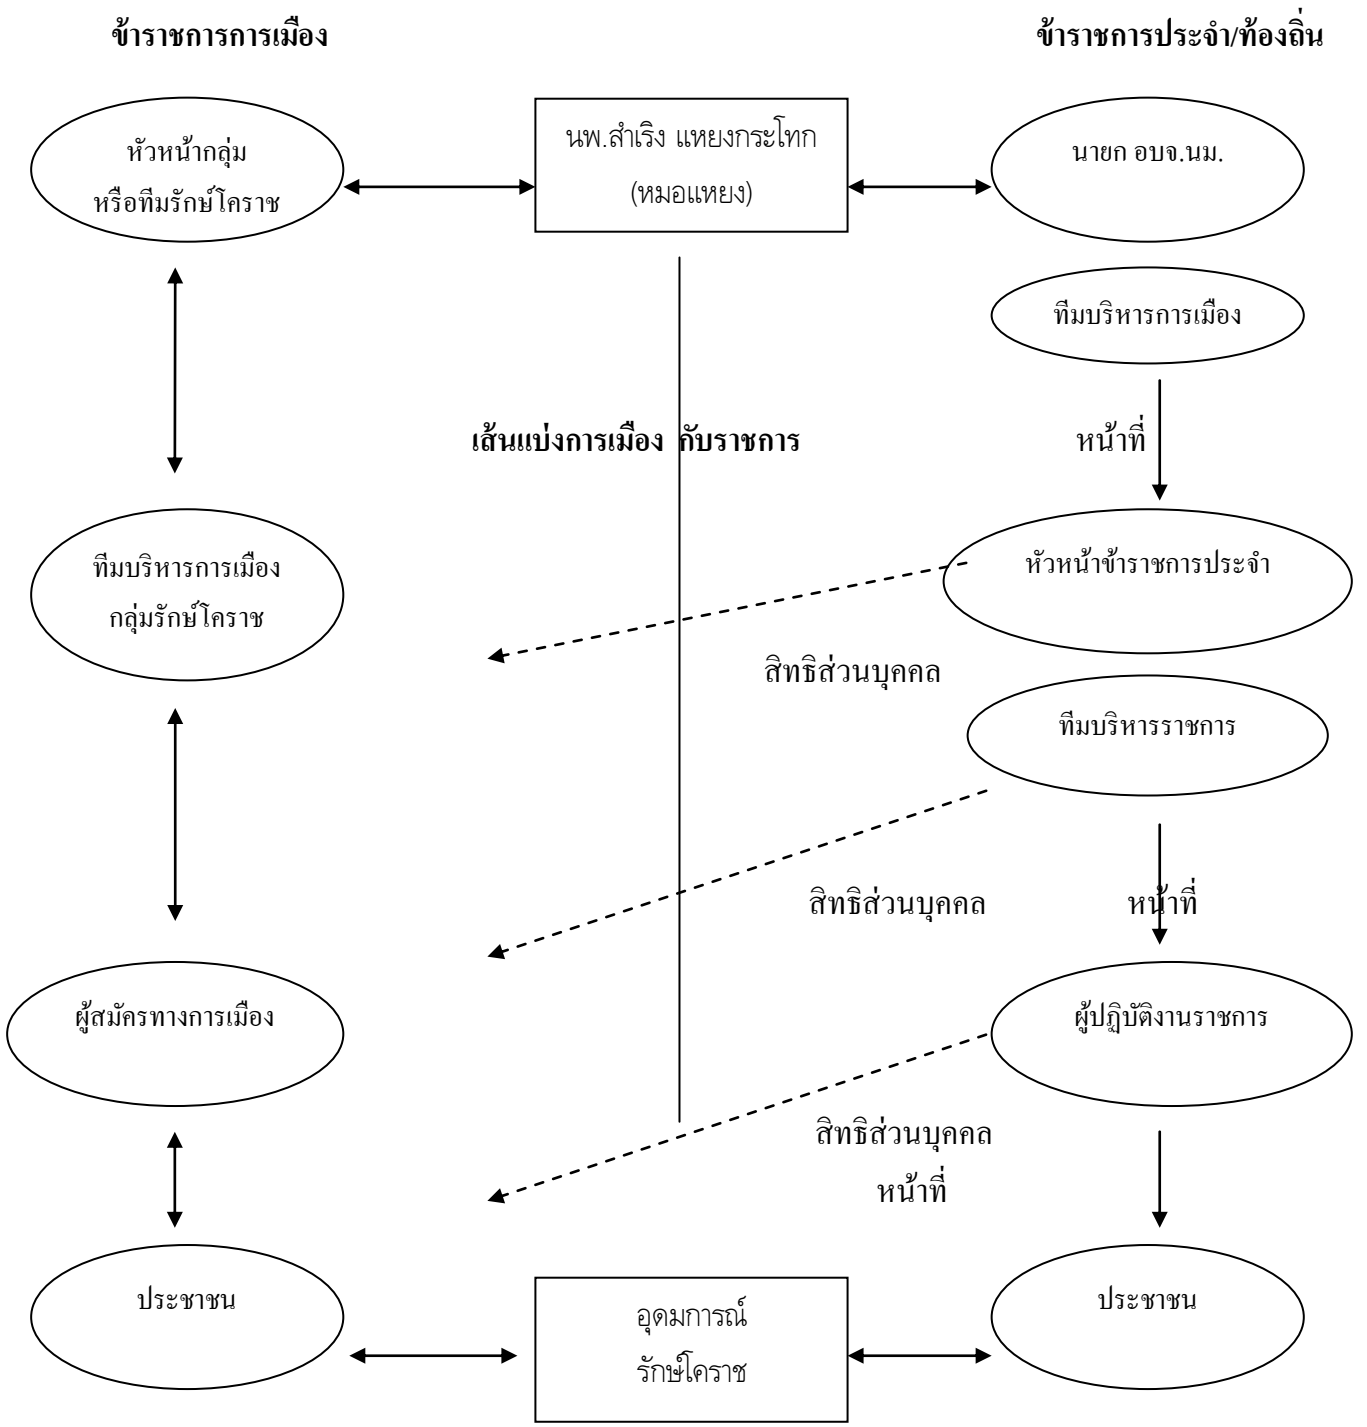 ข้าราชการการเมือง
ข้าราชการประจำ/ท้องถิ่น
หัวหน้ากลุ่ม
หรือทีมรักษ์โคราช
นพ.สำเริง แหยงกระโทก
(หมอแหยง)
นายก อบจ.นม.
ทีมบริหารการเมือง
เส้นแบ่งการเมือง กับราชการ
หน้าที่
ทีมบริหารการเมือง
กลุ่มรักษ์โคราช
หัวหน้าข้าราชการประจำ
สิทธิส่วนบุคคล
ทีมบริหารราชการ
สิทธิส่วนบุคคล
หน้าที่
ผู้สมัครทางการเมือง
ผู้ปฏิบัติงานราชการ
สิทธิส่วนบุคคล
หน้าที่
ประชาชน
อุดมการณ์
รักษ์โคราช
ประชาชน